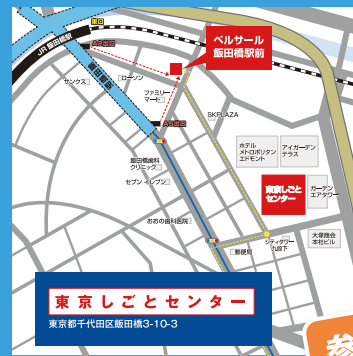 東口
JR 飯田橋駅
A2出口
ベルサール
飯田橋駅前
飯田橋駅
サンクス
ローソン
ファミリー
マート
A5出口
SKPLAZA
飯田橋歯科
クリニック
セブン イレブン
ホテル
メトロポリタン
エドモント
アイガーデン
テラス
東京しごと
センター
ガーデン
エアタワー
おおの歯科医院
シティタワー
九段下
大塚商会
本社ビル
郵便局
東京しごとセンター
東京都千代田区飯田橋3-10-3